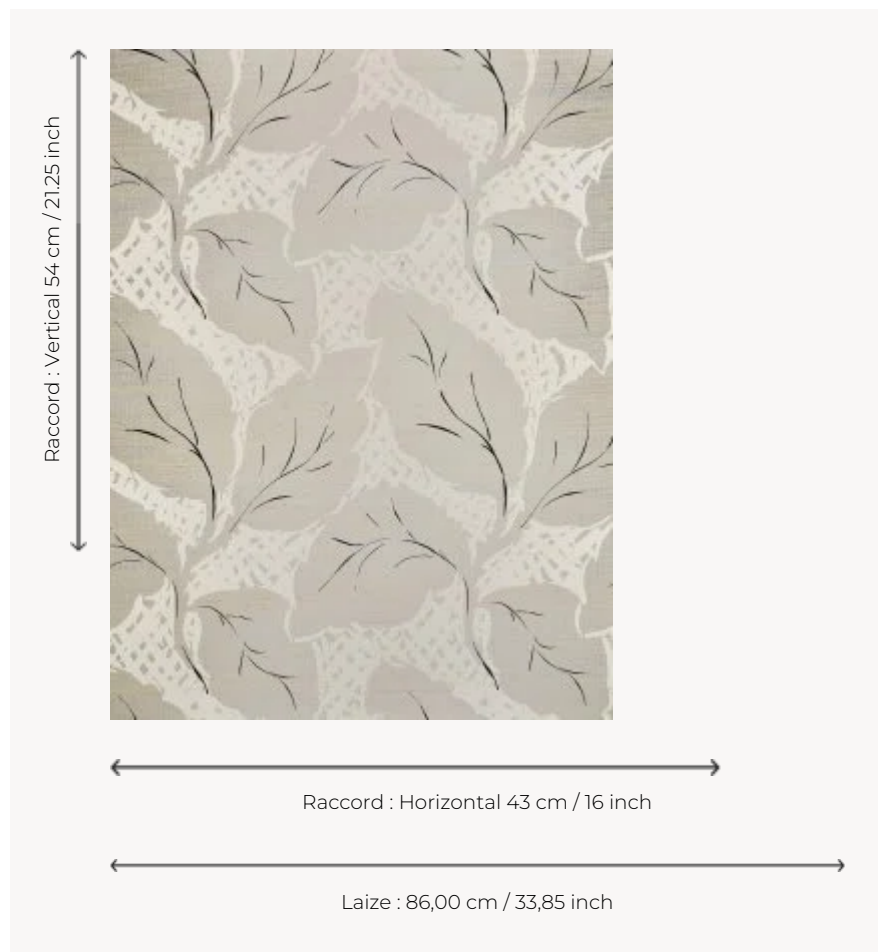 Raccord : Vertical 54 cm / 21.25 inch
Raccord : Horizontal 43 cm / 16 inch
Laize : 86,00 cm / 33,85 inch